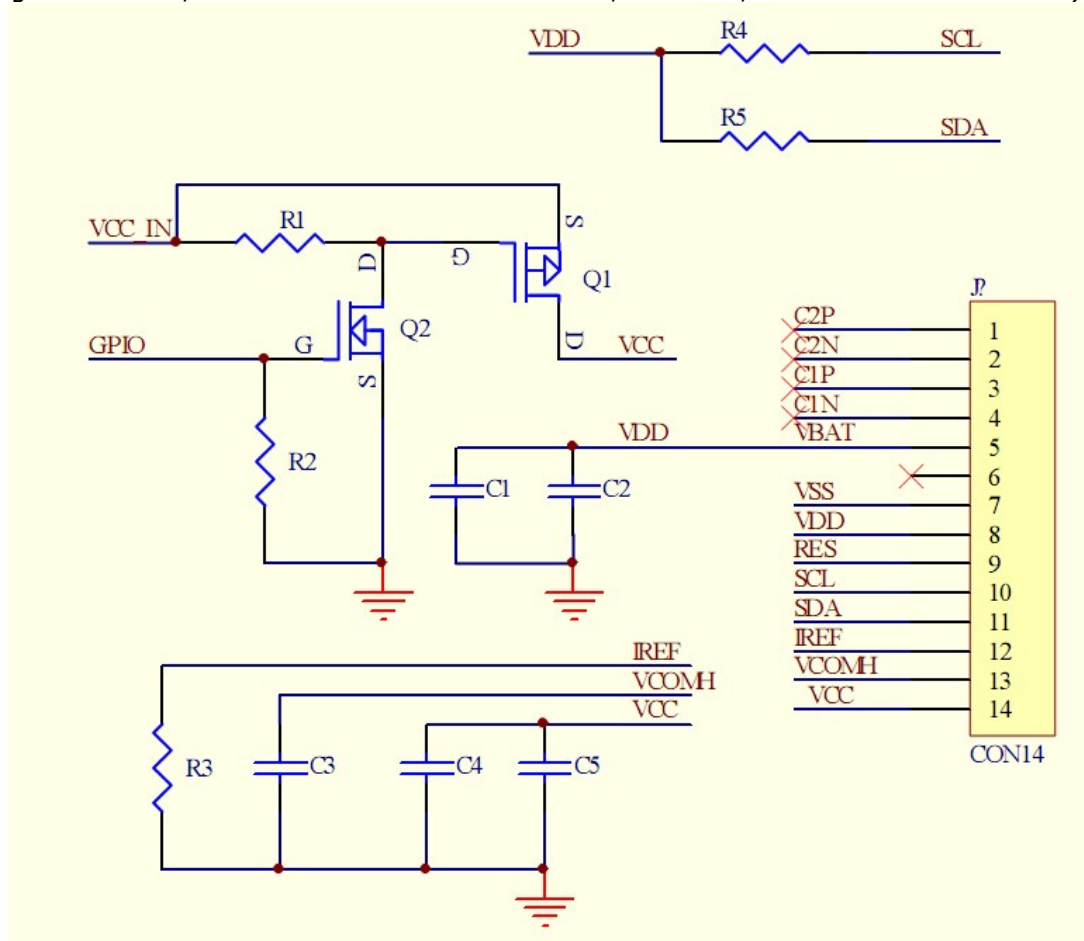 VDD
R4
SCL
R5
SDA
VCC_IN
R1
S
D
G
Q1
D
VCC
GPIO
G
Q2
S
R2
VDD
C1
C2
J?
C2P 1
C2N 2
C1P 3
C1N 4
VBAT 5
6
VSS 7
VDD 8
RES 9
SCL 10
SDA 11
IREF 12
VCOMH 13
VCC 14
CON14
IREF
VCOMH
VCC
R3
C3
C4
C5